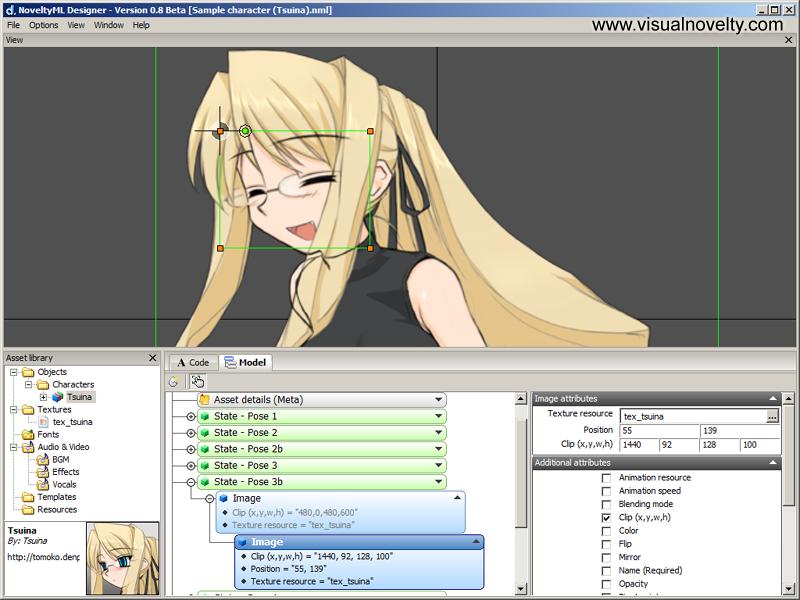 NoveltyML Designer - Version 0.8 Beta [Sample character (Tsuina).nml]
File Options View Window Help
www.visualnovelty.com
View
Asset library
Objects
Characters
Tsuina
Textures
tex_tsuina
Fonts
Audio & Video
BGM
Effects
Vocals
Templates
Resources
Tsuina
By: Tsuina
http://tomoko.denp
A Code
Model
Asset details (Meta)
State - Pose 1
State - Pose 2
State - Pose 2b
State - Pose 3
State - Pose 3b
Image
Clip (x,y,w,h) = "480,0,480,600"
Texture resource = "tex_tsuina"
Image
Clip (x,y,w,h) = "1440, 92, 128, 100"
Position = "55, 139"
Texture resource = "tex_tsuina"
Image attributes
Texture resource tex_tsuina ...
Position 55 139
Clip (x,y,w,h) 1440 92 128 100
Additional attributes
Animation resource
Animation speed
Blending mode
Clip (x,y,w,h)
Color
Flip
Mirror
Name (Required)
Opacity